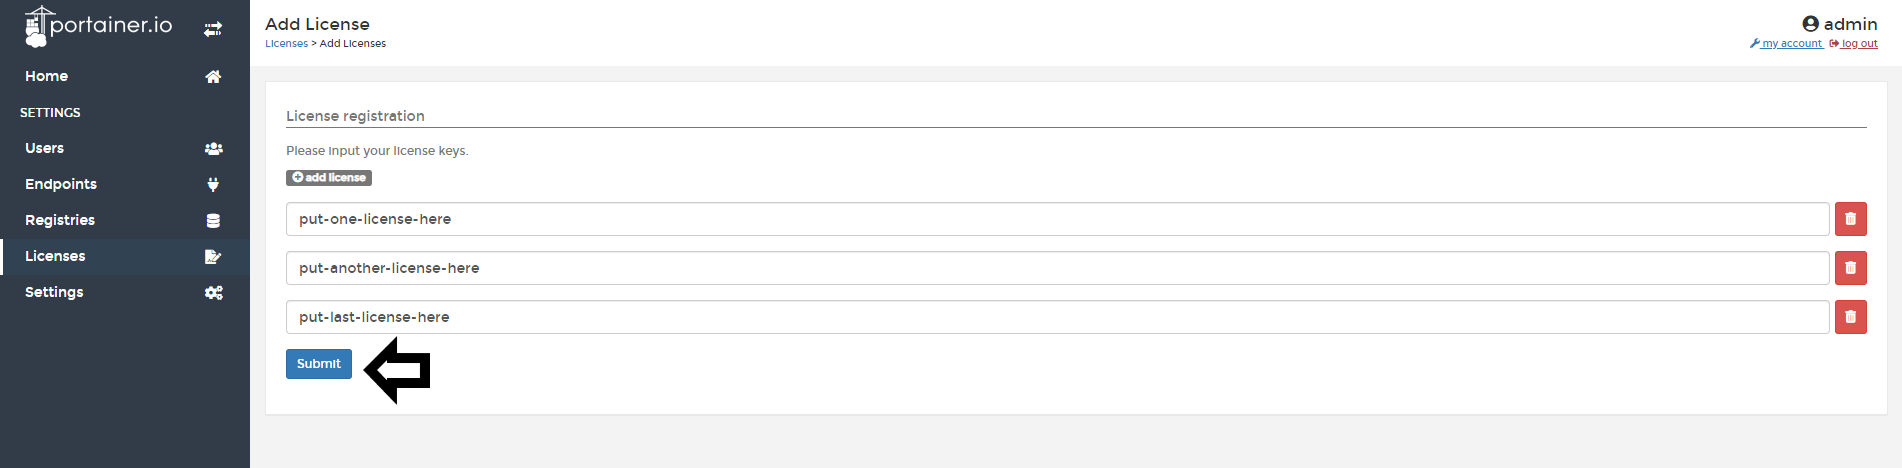 portainer.io
Home
SETTINGS
Users
Endpoints
Registries
Licenses
Settings
Add License
Licenses > Add Licenses
admin
my account log out
License registration
Please input your license keys.
add license
put-one-license-here
put-another-license-here
put-last-license-here
Submit